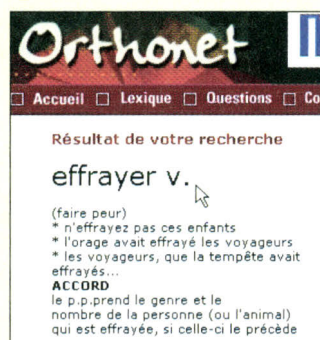 Orthonet
Accueil Lexique Questions Co
Résultat de votre recherche
effrayer v.
(faire peur)
* n'effrayez pas ces enfants
* l'orage avait effrayé les voyageurs
* les voyageurs, que la tempête avait
effrayés...
ACCORD
le p.p.prend le genre et le
nombre de la personne (ou l'animal)
qui est effrayée, si celle-ci le précède